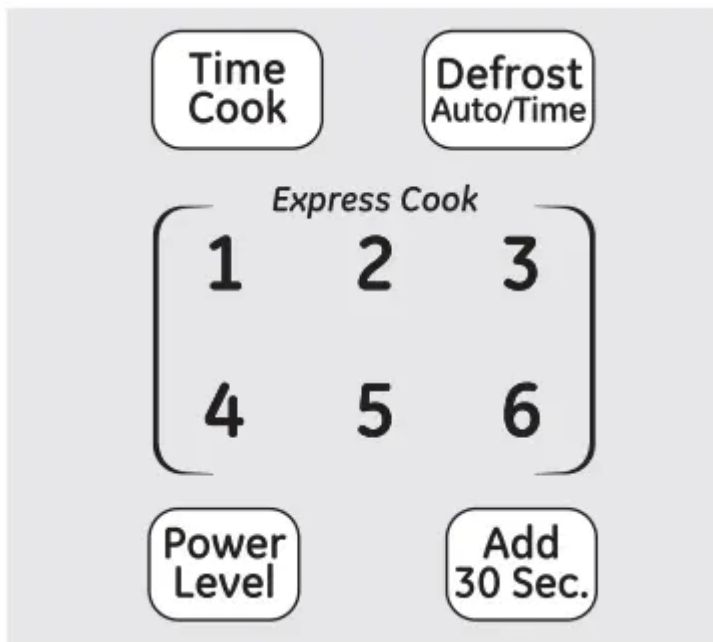 Time
Cook
Defrost
Auto/Time
Express Cook
1 2 3
4 5 6
Power
Level
Add
30 Sec.